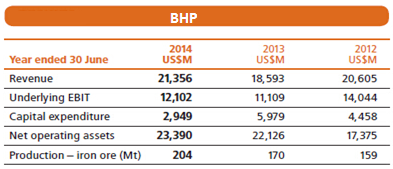 BHP
Year ended 30 June 2014 US$M 2013 US$M 2012 US$M
Revenue 21,356 18,593 20,605
Underlying EBIT 12,102 11,109 14,044
Capital expenditure 2,949 5,979 4,458
Net operating assets 23,390 22,126 17,375
Production – iron ore (Mt) 204 170 159